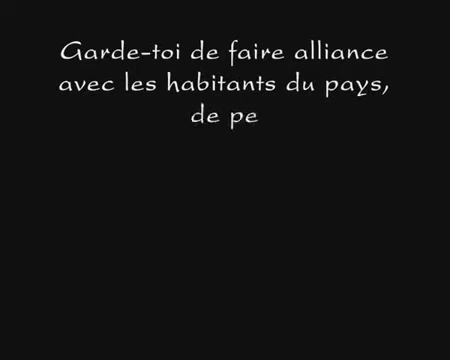 Garde-toi de faire alliance
avec les habitants du pays,
de pe